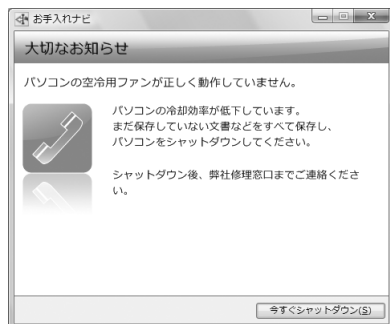 お手入れナビ
大切なお知らせ
パソコンの空冷用ファンが正しく動作していません。
パソコンの冷却効率が低下しています。
まだ保存していない文書などをすべて保存し、
パソコンをシャットダウンしてください。
シャットダウン後、弊社修理窓口までご連絡くださ
い。
今すぐシャットダウン(S)